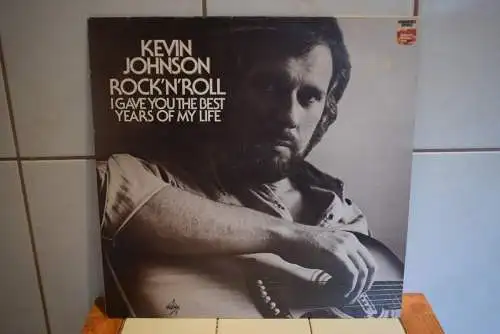 KEVIN
JOHNSON
ROCK'N'ROLL
I GAVE YOU THE BEST
YEARS OF MY LIFE